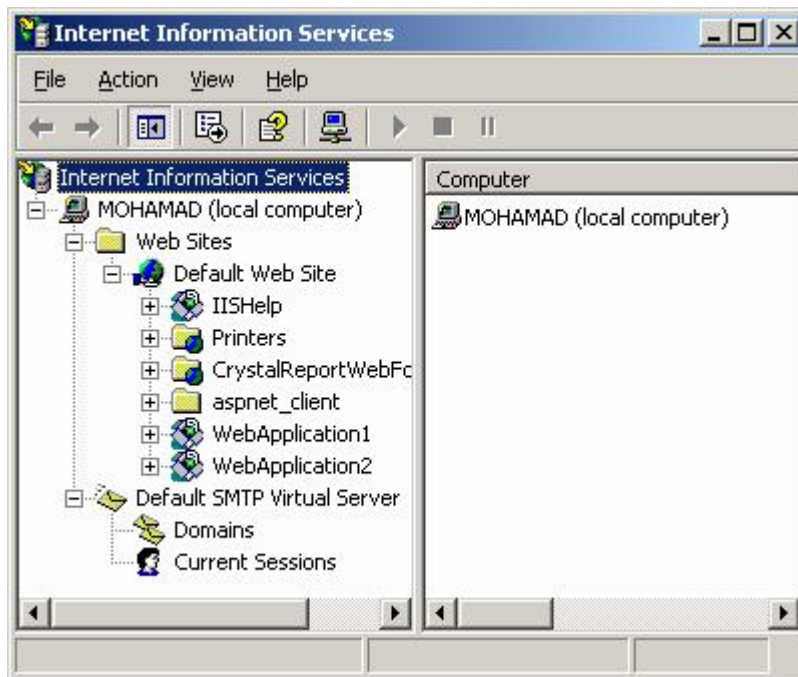 Internet Information Services
File Action View Help
Internet Information Services
MOHAMAD (local computer)
Web Sites
Default Web Site
IISHelp
Printers
CrystalReportWebFo
aspnet_client
WebApplication1
WebApplication2
Default SMTP Virtual Server
Domains
Current Sessions
Computer
MOHAMAD (local computer)